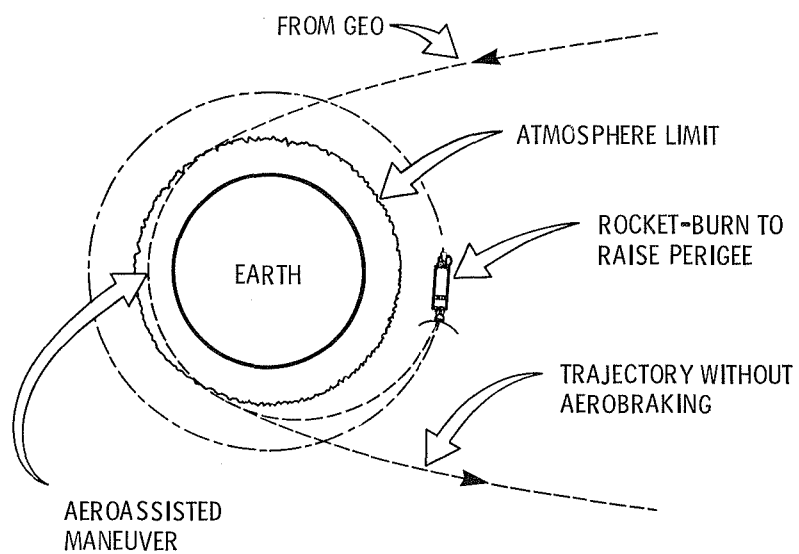 FROM GEO
ATMOSPHERE LIMIT
ROCKET-BURN TO
RAISE PERIGEE
EARTH
TRAJECTORY WITHOUT
AEROBRAKING
AEROASSISTED
MANEUVER